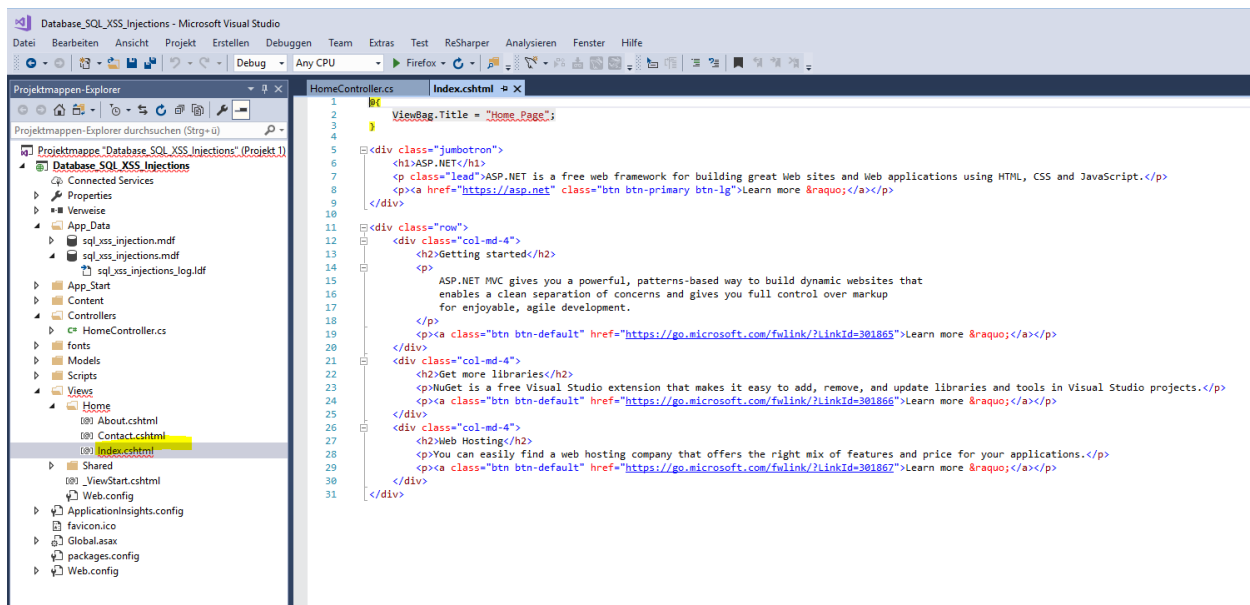 Database_SQL_XSS_Injections - Microsoft Visual Studio
Datei Bearbeiten Ansicht Projekt Erstellen Debuggen Team Extras Test ReSharper Analysieren Fenster Hilfe
Debug Any CPU Firefox
Projektmappen-Explorer
Projektmappen-Explorer durchsuchen (Strg+ü)
Projektmappe "Database_SQL_XSS_Injections" (Projekt 1)
Database_SQL_XSS_Injections
Connected Services
Properties
Verweise
App_Data
sql_xss_injection.mdf
sql_xss_injections.mdf
sql_xss_injections_log.ldf
App_Start
Content
Controllers
C# HomeController.cs
fonts
Models
Scripts
Views
Home
[@] About.cshtml
[@] Contact.cshtml
[@] Index.cshtml
Shared
[@] _ViewStart.cshtml
Web.config
ApplicationInsights.config
favicon.ico
Global.asax
packages.config
Web.config
HomeController.cs Index.cshtml
1 @{
2 ViewBag.Title = "Home Page";
3 }
4
5 <div class="jumbotron">
6 <h1>ASP.NET</h1>
7 <p class="lead">ASP.NET is a free web framework for building great Web sites and Web applications using HTML, CSS and JavaScript.</p>
8 <p><a href="https://asp.net" class="btn btn-primary btn-lg">Learn more &raquo;</a></p>
9 </div>
10
11 <div class="row">
12 <div class="col-md-4">
13 <h2>Getting started</h2>
14 <p>
15 ASP.NET MVC gives you a powerful, patterns-based way to build dynamic websites that
16 enables a clean separation of concerns and gives you full control over markup
17 for enjoyable, agile development.
18 </p>
19 <p><a class="btn btn-default" href="https://go.microsoft.com/fwlink/?LinkId=301865">Learn more &raquo;</a></p>
20 </div>
21 <div class="col-md-4">
22 <h2>Get more libraries</h2>
23 <p>NuGet is a free Visual Studio extension that makes it easy to add, remove, and update libraries and tools in Visual Studio projects.</p>
24 <p><a class="btn btn-default" href="https://go.microsoft.com/fwlink/?LinkId=301866">Learn more &raquo;</a></p>
25 </div>
26 <div class="col-md-4">
27 <h2>Web Hosting</h2>
28 <p>You can easily find a web hosting company that offers the right mix of features and price for your applications.</p>
29 <p><a class="btn btn-default" href="https://go.microsoft.com/fwlink/?LinkId=301867">Learn more &raquo;</a></p>
30 </div>
31 </div>